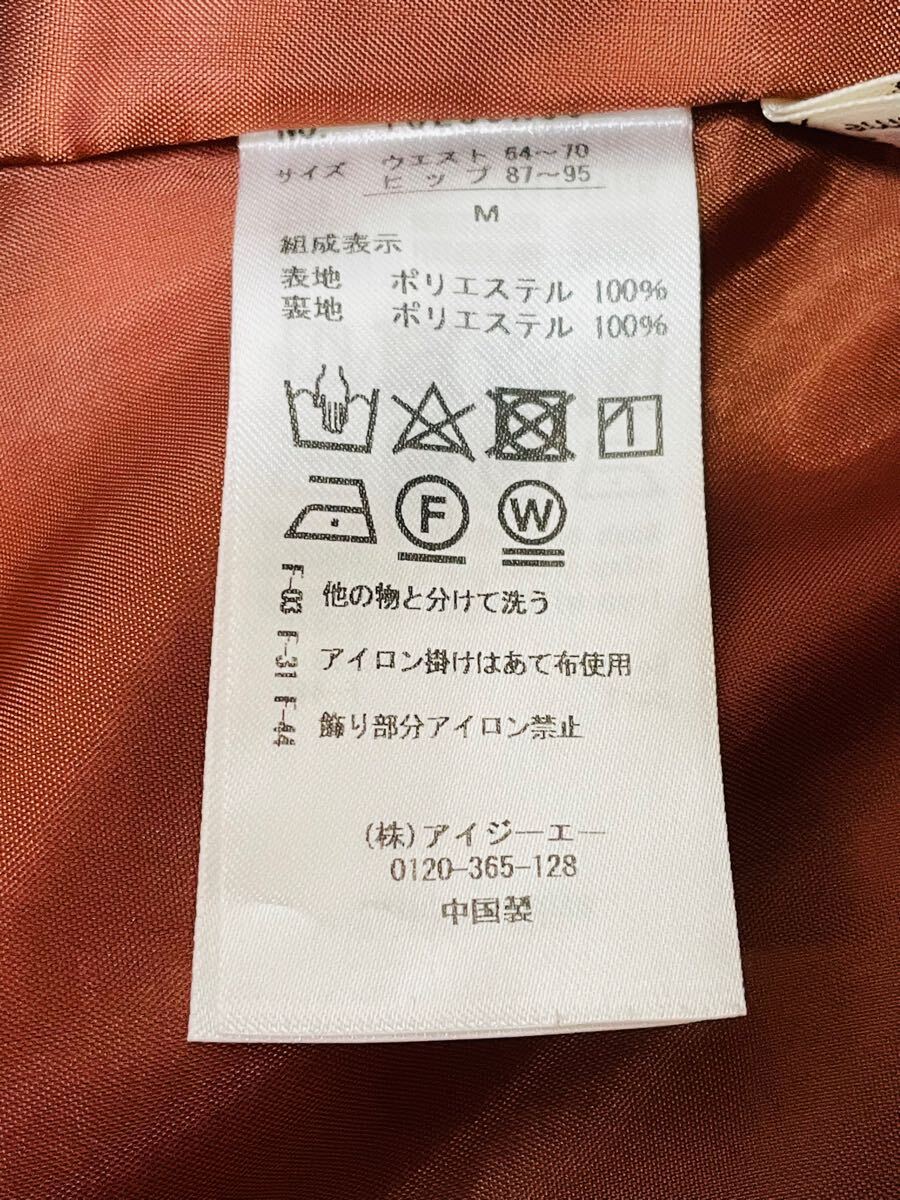 No.
サイズ ウエスト 64～70
ヒップ 87～95
M
組成表示
表地 ポリエステル 100%
裏地 ポリエステル 100%
F
W
F-03 他の物と分けて洗う
F-31 アイロン掛けはあて布使用
F-44 飾り部分アイロン禁止
(株)アイジーエー
0120-365-128
中国製